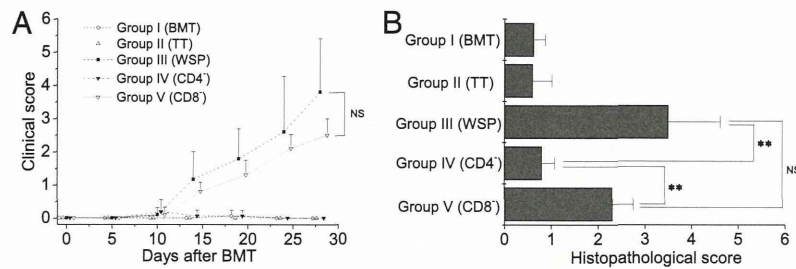 A
Group I (BMT)
Group II (TT)
Group III (WSP)
Group IV (CD4⁻)
Group V (CD8⁻)
Clinical score
6
5
4
3
2
1
0
NS
0 5 10 15 20 25 30
Days after BMT
B
Group I (BMT)
Group II (TT)
Group III (WSP)
Group IV (CD4⁻)
Group V (CD8⁻)
**
**
NS
0 1 2 3 4 5 6
Histopathological score